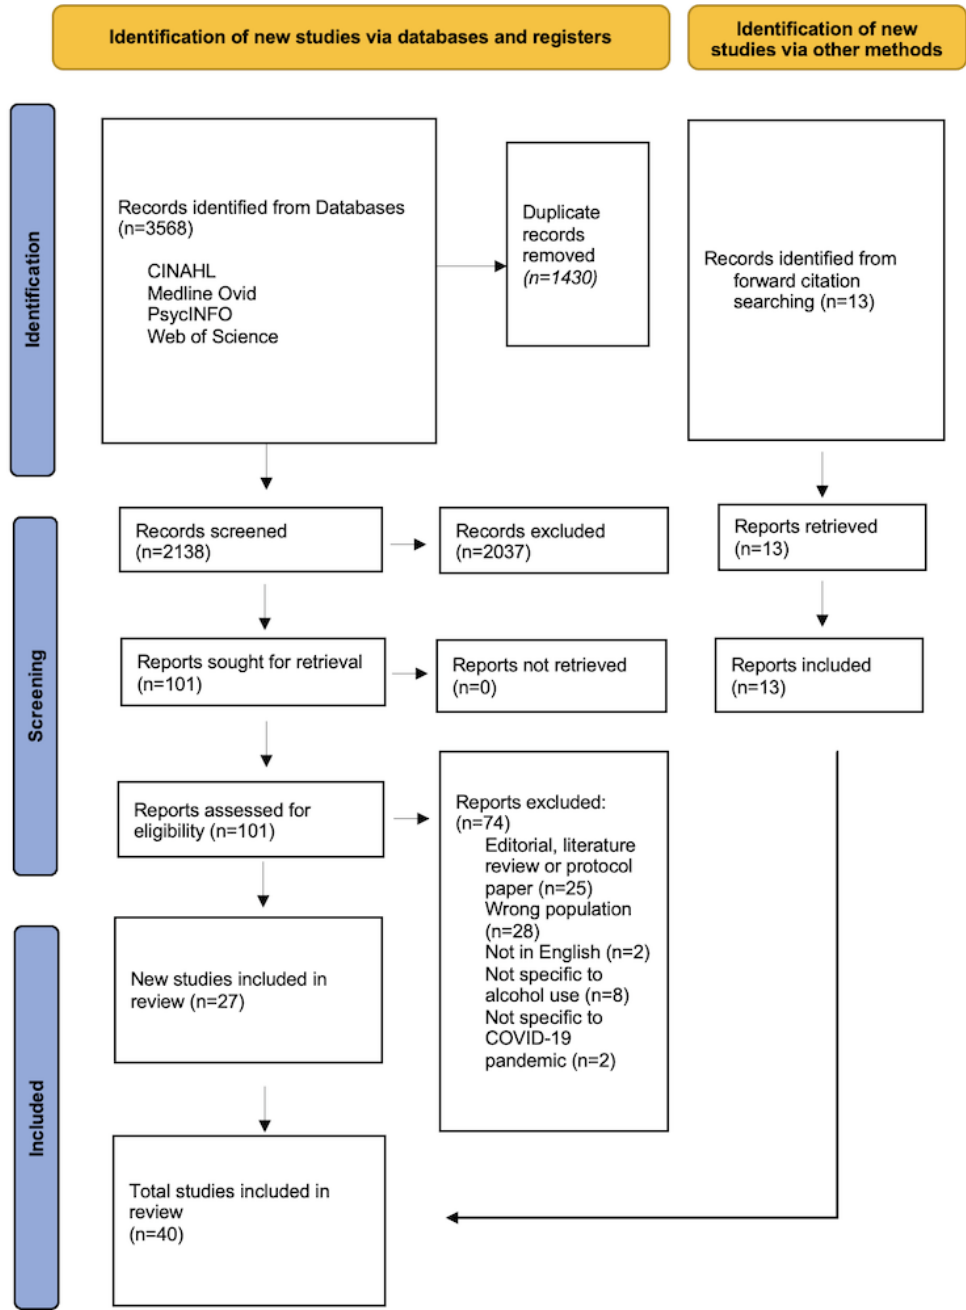 Identification of new studies via databases and registers
Identification of new
studies via other methods
Identification
Records identified from Databases
(n=3568)
CINAHL
Medline Ovid
PsycINFO
Web of Science
Duplicate
records
removed
(n=1430)
Records identified from
forward citation
searching (n=13)
Screening
Records screened
(n=2138)
Records excluded
(n=2037)
Reports retrieved
(n=13)
Reports sought for retrieval
(n=101)
Reports not retrieved
(n=0)
Reports included
(n=13)
Reports assessed for
eligibility (n=101)
Reports excluded:
(n=74)
Editorial, literature
review or protocol
paper (n=25)
Wrong population
(n=28)
Not in English (n=2)
Not specific to
alcohol use (n=8)
Not specific to
COVID-19
pandemic (n=2)
Included
New studies included in
review (n=27)
Total studies included in
review
(n=40)